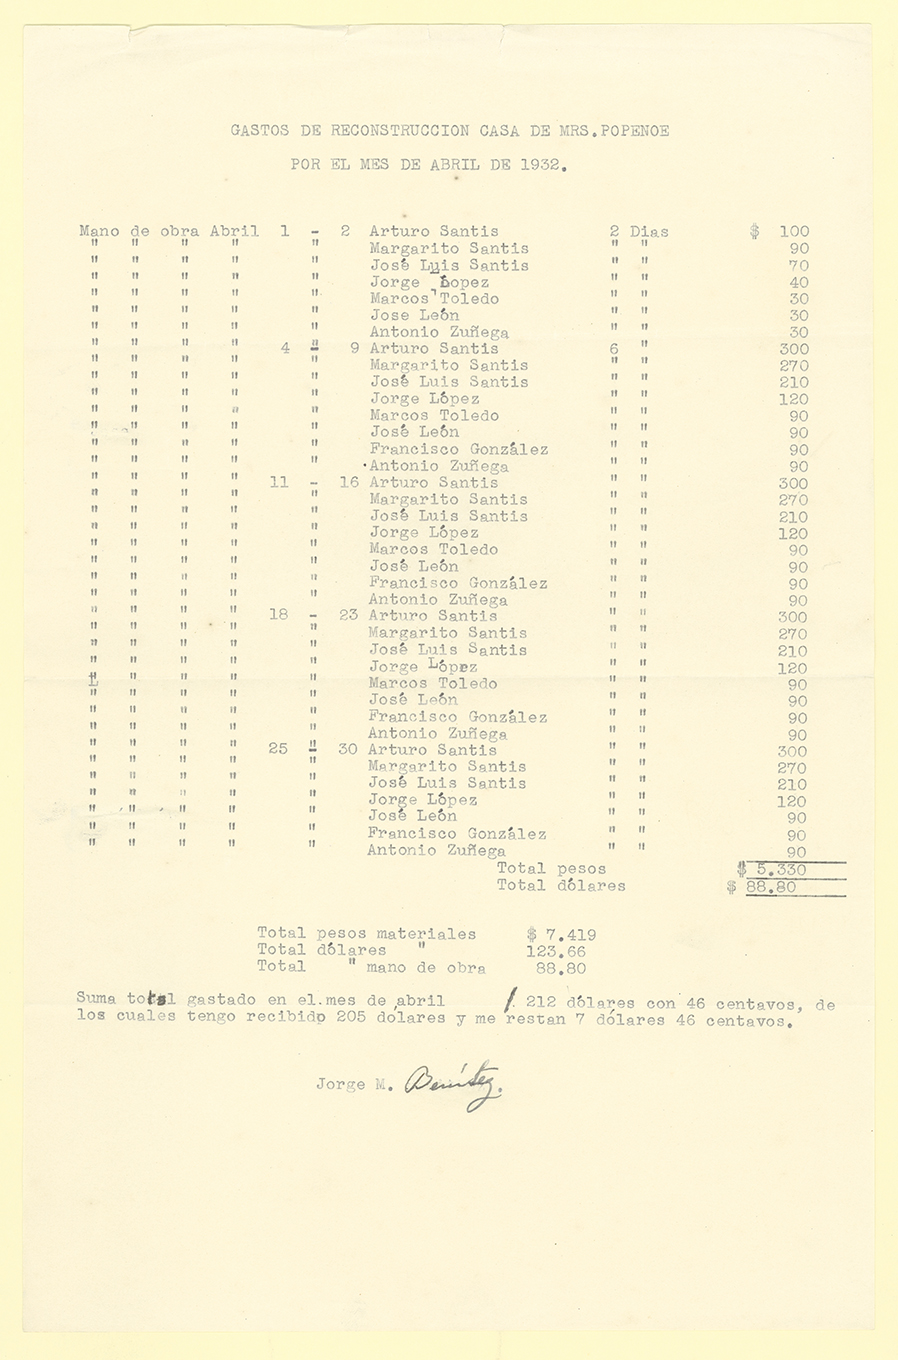 GASTOS DE RECONSTRUCCION CASA DE MRS.POPENOE
POR EL MES DE ABRIL DE 1932.
Mano de obra Abril 1 - 2 Arturo Santis 2 Dias $ 100
" " " " " Margarito Santis " " 90
" " " " " José Luis Santis " " 70
" " " " " Jorge Lopez " " 40
" " " " " Marcos Toledo " " 30
" " " " " Jose León " " 30
" " " " " Antonio Zuñega " " 30
" " " " 4 - 9 Arturo Santis 6 " 300
" " " " " Margarito Santis " " 270
" " " " " José Luis Santis " " 210
" " " " " Jorge López " " 120
" " " " " Marcos Toledo " " 90
" " " " " José León " " 90
" " " " " Francisco González " " 90
" " " " " Antonio Zuñega " " 90
" " " " 11 - 16 Arturo Santis " " 300
" " " " " Margarito Santis " " 270
" " " " " José Luis Santis " " 210
" " " " " Jorge López " " 120
" " " " " Marcos Toledo " " 90
" " " " " José León " " 90
" " " " " Francisco González " " 90
" " " " " Antonio Zuñega " " 90
" " " " 18 - 23 Arturo Santis " " 300
" " " " " Margarito Santis " " 270
" " " " " José Luis Santis " " 210
" " " " " Jorge López " " 120
" " " " " Marcos Toledo " " 90
" " " " " José León " " 90
" " " " " Francisco González " " 90
" " " " " Antonio Zuñega " " 90
" " " " 25 - 30 Arturo Santis " " 300
" " " " " Margarito Santis " " 270
" " " " " José Luis Santis " " 210
" " " " " Jorge López " " 120
" " " " " José León " " 90
" " " " " Francisco González " " 90
" " " " " Antonio Zuñega " " 90
Total pesos $ 5.330
Total dólares $ 88.80
Total pesos materiales $ 7.419
Total dólares " 123.66
Total " mano de obra 88.80
Suma total gastado en el.mes de abril /. 212 dólares con 46 centavos, de
los cuales tengo recibido 205 dolares y me restan 7 dólares 46 centavos.
Jorge M. Benítez.